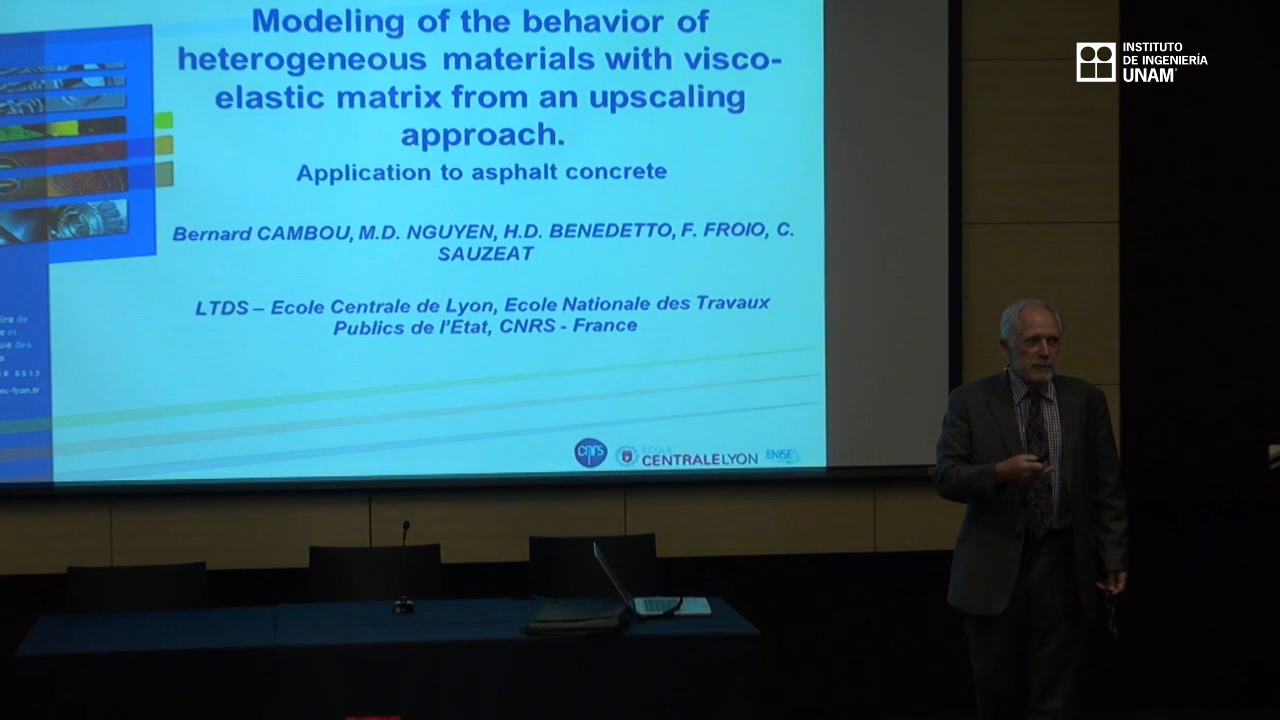 Modeling of the behavior of
heterogeneous materials with visco-
elastic matrix from an upscaling
approach.
Application to asphalt concrete
Bernard CAMBOU, M.D. NGUYEN, H.D. BENEDETTO, F. FROIO, C.
SAUZEAT
LTDS – Ecole Centrale de Lyon, Ecole Nationale des Travaux
Publics de l'Etat, CNRS - France
cnrs
ECOLE
CENTRALELYON
ENISE
INSTITUTO
DE INGENIERÍA
UNAM